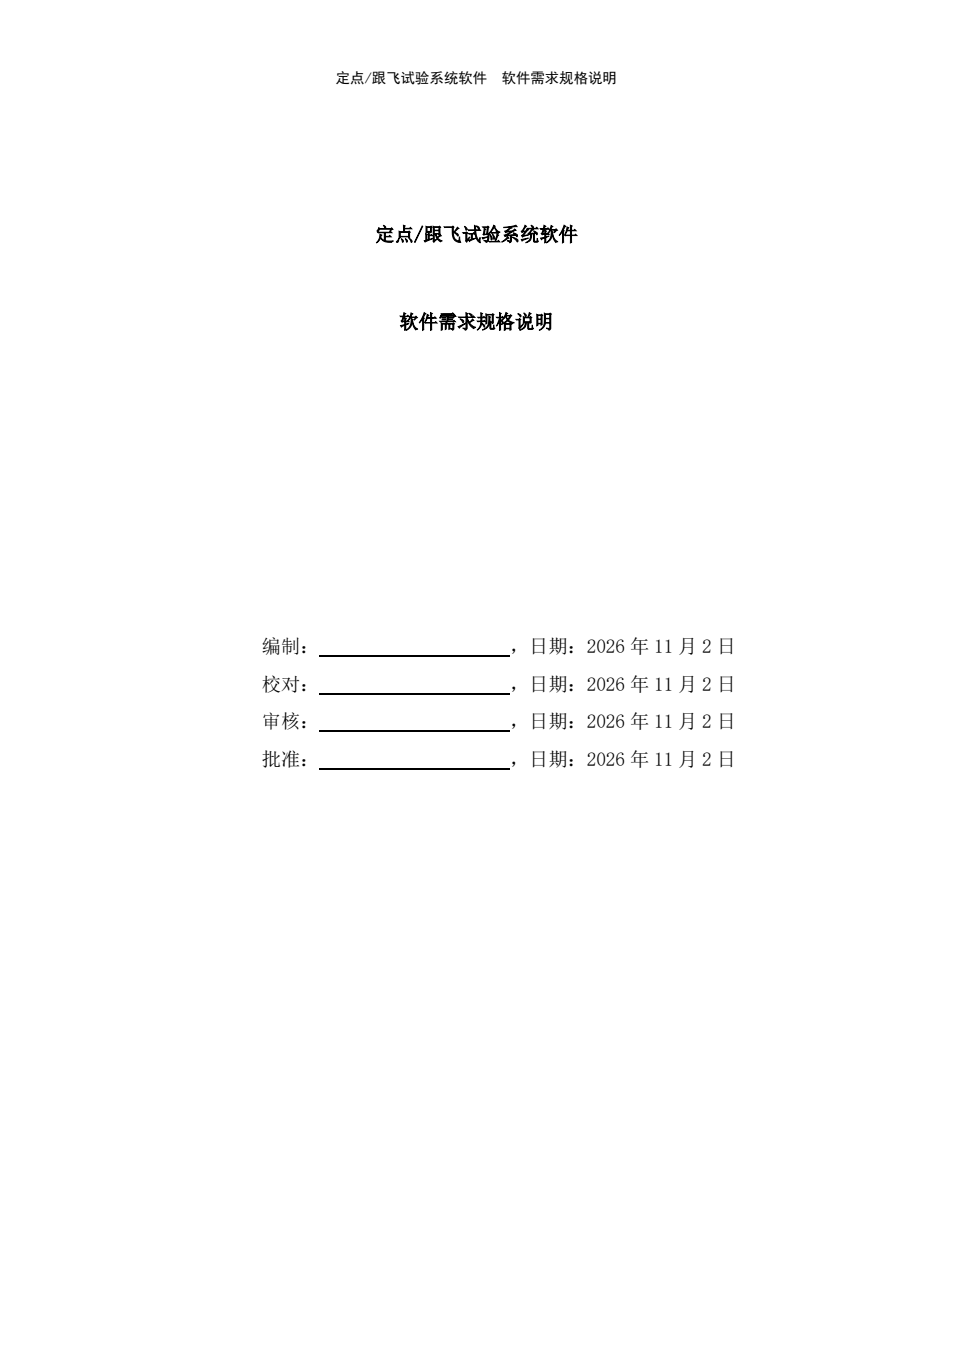 定点/跟飞试验系统软件　软件需求规格说明
定点/跟飞试验系统软件
软件需求规格说明
编制：____________________，日期：2026 年 11 月 2 日
校对：____________________，日期：2026 年 11 月 2 日
审核：____________________，日期：2026 年 11 月 2 日
批准：____________________，日期：2026 年 11 月 2 日